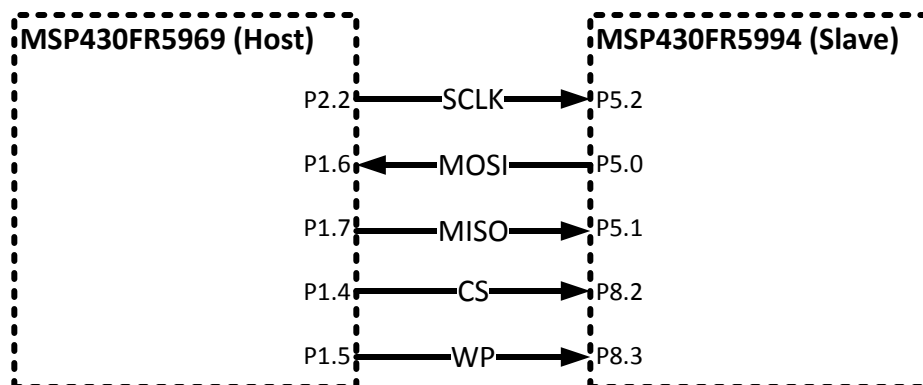 MSP430FR5969 (Host) MSP430FR5994 (Slave)
P2.2 SCLK P5.2
P1.6 MOSI P5.0
P1.7 MISO P5.1
P1.4 CS P8.2
P1.5 WP P8.3